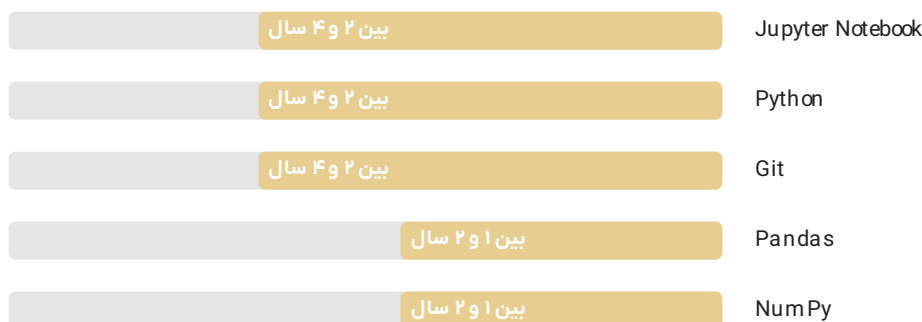 Jupyter Notebook
بین ۲ و ۴ سال
Python
بین ۲ و ۴ سال
Git
بین ۲ و ۴ سال
Pandas
بین ۱ و ۲ سال
NumPy
بین ۱ و ۲ سال